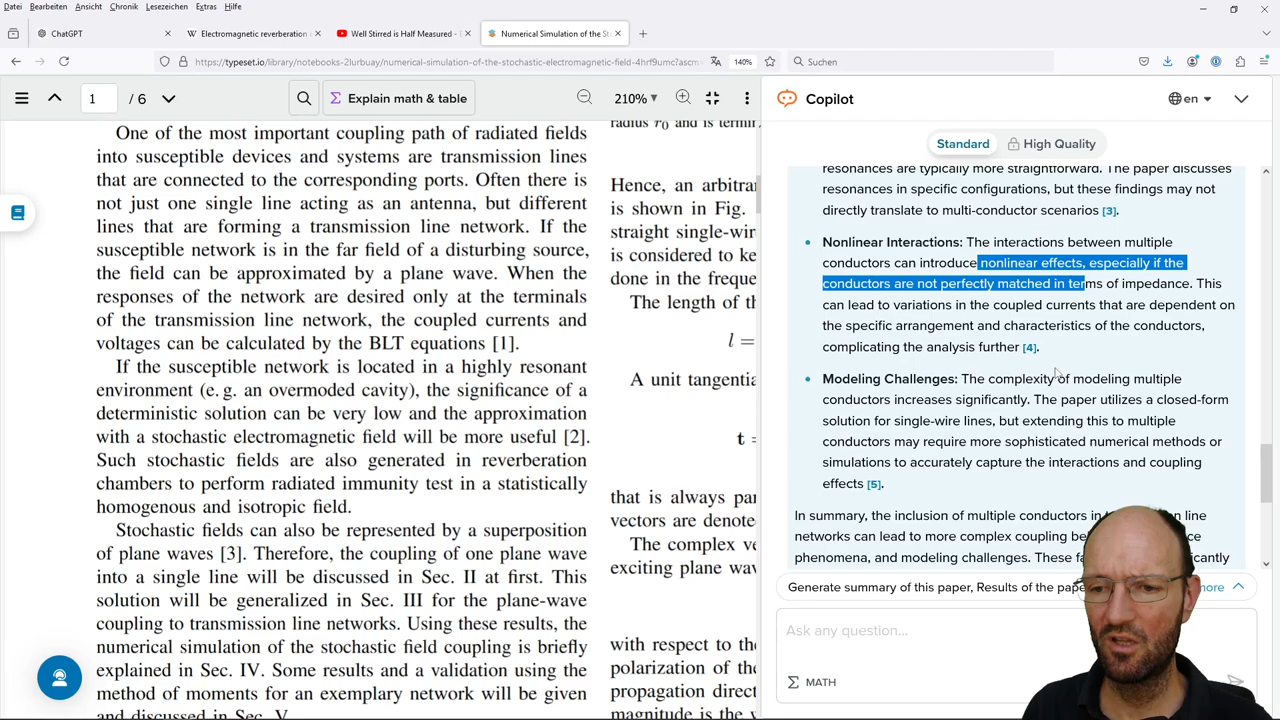 Datei Bearbeiten Ansicht Chronik Lesezeichen Extras Hilfe
ChatGPT
Electromagnetic reverberation
Well Stirred is Half Measured -
Numerical Simulation of the St
https://typeset.io/library/notebooks-2lurbuay/numerical-simulation-of-the-stochastic-electromagnetic-field-4hrf9umc?ascm
140%
Suchen
1 / 6
Explain math & table
210%
One of the most important coupling path of radiated fields
into susceptible devices and systems are transmission lines
that are connected to the corresponding ports. Often there is
not just one single line acting as an antenna, but different
lines that are forming a transmission line network. If the
susceptible network is in the far field of a disturbing source,
the field can be approximated by a plane wave. When the
responses of the network are desired only at the terminals
of the transmission line network, the coupled currents and
voltages can be calculated by the BLT equations [1].
If the susceptible network is located in a highly resonant
environment (e. g. an overmoded cavity), the significance of a
deterministic solution can be very low and the approximation
with a stochastic electromagnetic field will be more useful [2].
Such stochastic fields are also generated in reverberation
chambers to perform radiated immunity test in a statistically
homogenous and isotropic field.
Stochastic fields can also be represented by a superposition
of plane waves [3]. Therefore, the coupling of one plane wave
into a single line will be discussed in Sec. II at first. This
solution will be generalized in Sec. III for the plane-wave
coupling to transmission line networks. Using these results, the
numerical simulation of the stochastic field coupling is briefly
explained in Sec. IV. Some results and a validation using the
method of moments for an exemplary network will be given
and discussed in Sec. V.
radius r0 and is termi
Hence, an arbitrar
is shown in Fig.
straight single-wir
is considered to ke
done in the freque
The length of th
l =
A unit tangentia
t =
that is always par
vectors are denote
The complex ve
exciting plane wav
with respect to the
polarization of the
propagation direct
magnitude is the v
Copilot
en
Standard
High Quality
resonances are typically more straightforward. The paper discusses
resonances in specific configurations, but these findings may not
directly translate to multi-conductor scenarios [3].
• Nonlinear Interactions: The interactions between multiple
conductors can introduce nonlinear effects, especially if the
conductors are not perfectly matched in terms of impedance. This
can lead to variations in the coupled currents that are dependent on
the specific arrangement and characteristics of the conductors,
complicating the analysis further [4].
• Modeling Challenges: The complexity of modeling multiple
conductors increases significantly. The paper utilizes a closed-form
solution for single-wire lines, but extending this to multiple
conductors may require more sophisticated numerical methods or
simulations to accurately capture the interactions and coupling
effects [5].
In summary, the inclusion of multiple conductors in line
networks can lead to more complex coupling
phenomena, and modeling challenges. These
Generate summary of this paper, Results of the pape
Ask any question...
MATH